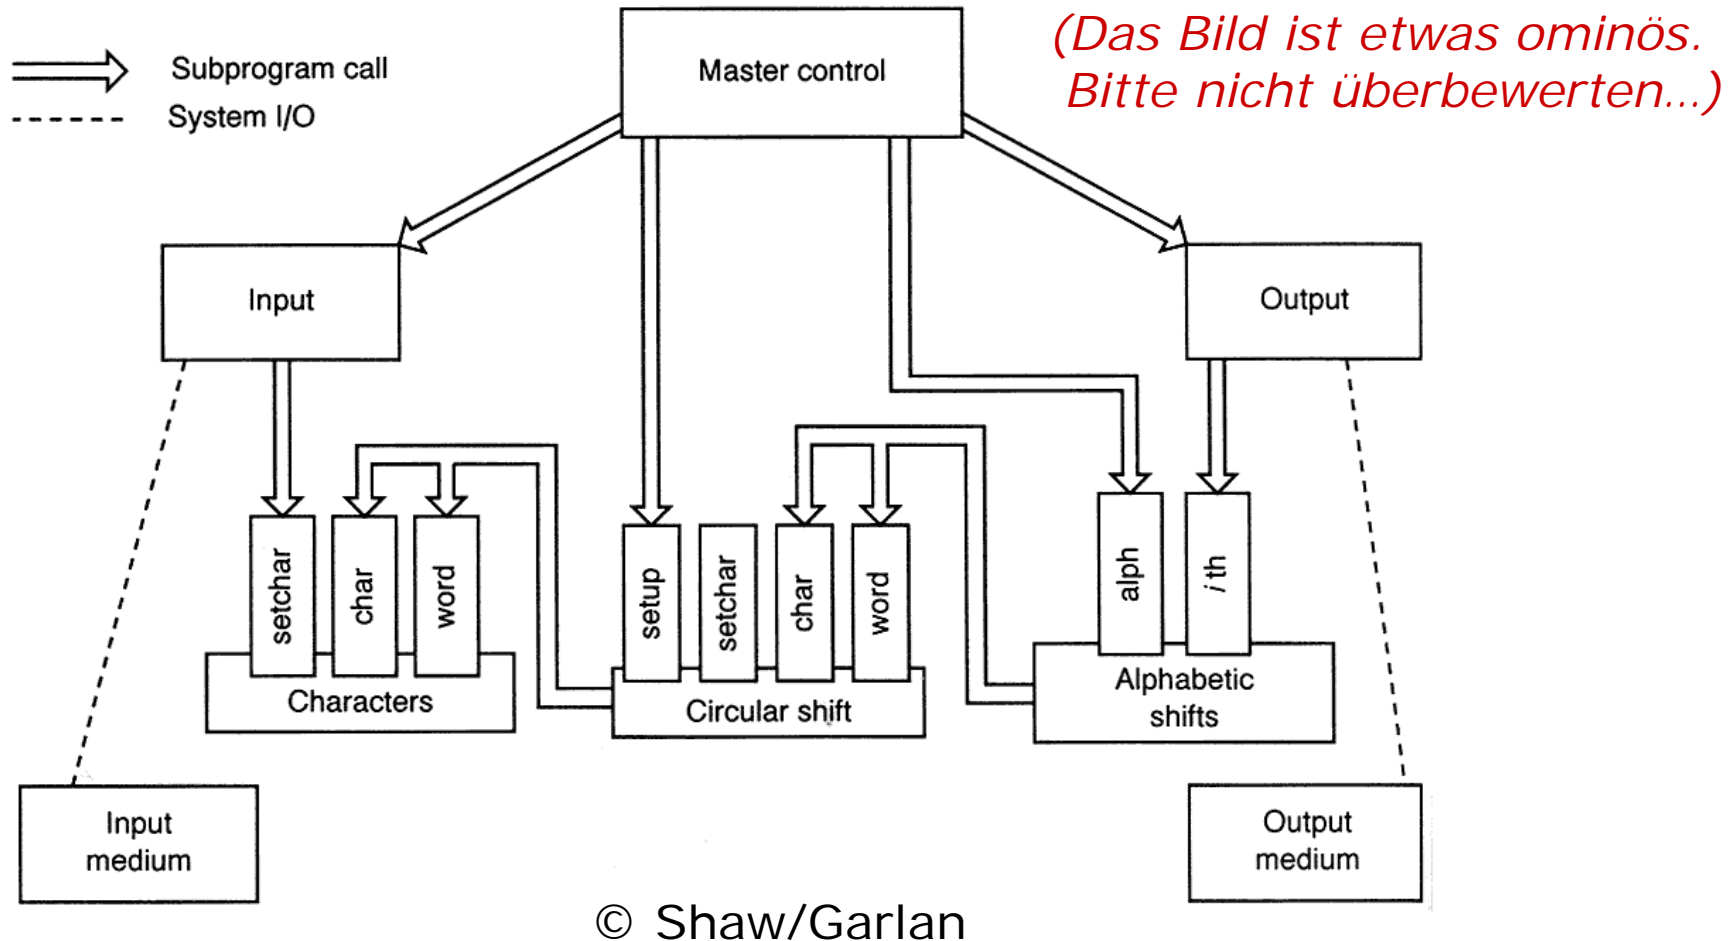 Subprogram call
System I/O
Master control
(Das Bild ist etwas ominös.
Bitte nicht überbewerten...)
Input
Output
setchar
char
word
Characters
setup
setchar
char
word
Circular shift
alph
i th
Alphabetic
shifts
Input
medium
Output
medium
© Shaw/Garlan